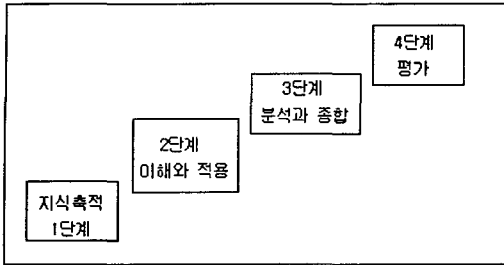 4단계
평가
3단계
분석과 종합
2단계
이해와 적용
지식축적
1단계